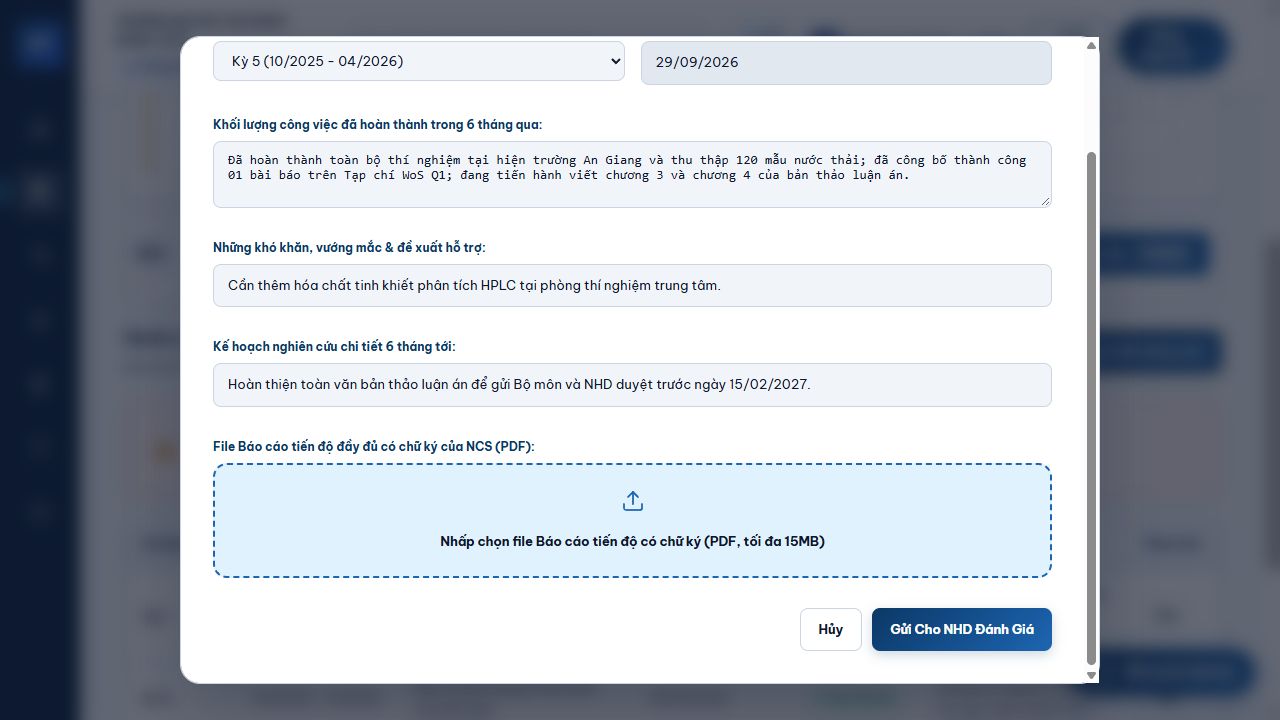 Kỳ 5 (10/2025 - 04/2026)
29/09/2026
Khối lượng công việc đã hoàn thành trong 6 tháng qua:
Đã hoàn thành toàn bộ thí nghiệm tại hiện trường An Giang và thu thập 120 mẫu nước thải; đã công bố thành công
01 bài báo trên Tạp chí WoS Q1; đang tiến hành viết chương 3 và chương 4 của bản thảo luận án.
Những khó khăn, vướng mắc & đề xuất hỗ trợ:
Cần thêm hóa chất tinh khiết phân tích HPLC tại phòng thí nghiệm trung tâm.
Kế hoạch nghiên cứu chi tiết 6 tháng tới:
Hoàn thiện toàn văn bản thảo luận án để gửi Bộ môn và NHD duyệt trước ngày 15/02/2027.
File Báo cáo tiến độ đầy đủ có chữ ký của NCS (PDF):
Nhấp chọn file Báo cáo tiến độ có chữ ký (PDF, tối đa 15MB)
Hủy
Gửi Cho NHD Đánh Giá